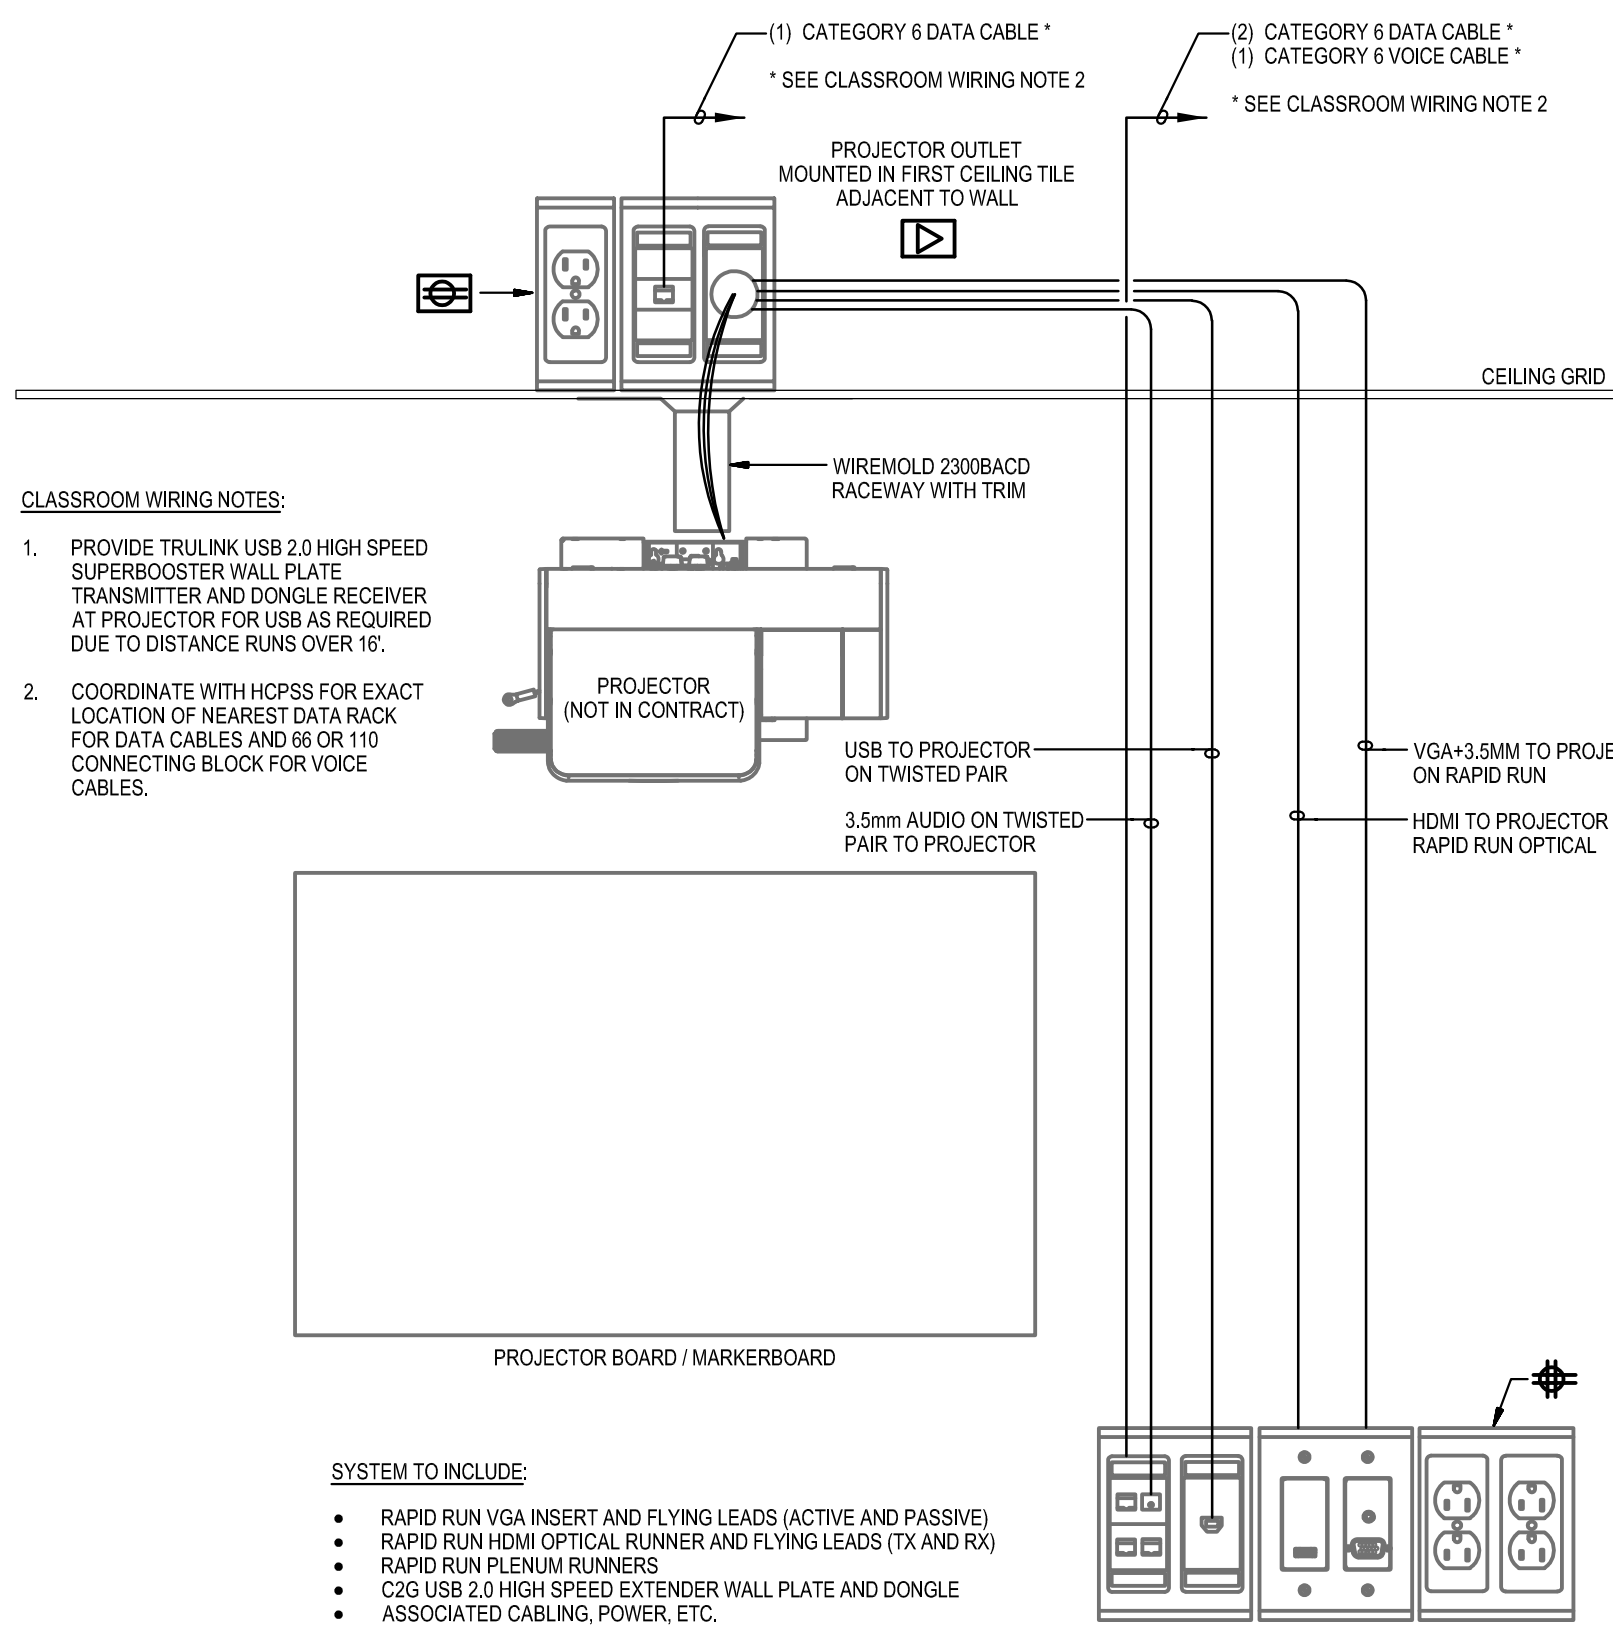 (1) CATEGORY 6 DATA CABLE *
* SEE CLASSROOM WIRING NOTE 2
(2) CATEGORY 6 DATA CABLE *
(1) CATEGORY 6 VOICE CABLE *
* SEE CLASSROOM WIRING NOTE 2
PROJECTOR OUTLET
MOUNTED IN FIRST CEILING TILE
ADJACENT TO WALL
CEILING GRID
WIREMOLD 2300BACD
RACEWAY WITH TRIM
CLASSROOM WIRING NOTES:
1. PROVIDE TRULINK USB 2.0 HIGH SPEED
SUPERBOOSTER WALL PLATE
TRANSMITTER AND DONGLE RECEIVER
AT PROJECTOR FOR USB AS REQUIRED
DUE TO DISTANCE RUNS OVER 16'.
2. COORDINATE WITH HCPSS FOR EXACT
LOCATION OF NEAREST DATA RACK
FOR DATA CABLES AND 66 OR 110
CONNECTING BLOCK FOR VOICE
CABLES.
PROJECTOR
(NOT IN CONTRACT)
USB TO PROJECTOR
ON TWISTED PAIR
3.5mm AUDIO ON TWISTED
PAIR TO PROJECTOR
VGA+3.5MM TO PROJE
ON RAPID RUN
HDMI TO PROJECTOR
RAPID RUN OPTICAL
PROJECTOR BOARD / MARKERBOARD
SYSTEM TO INCLUDE:
• RAPID RUN VGA INSERT AND FLYING LEADS (ACTIVE AND PASSIVE)
• RAPID RUN HDMI OPTICAL RUNNER AND FLYING LEADS (TX AND RX)
• RAPID RUN PLENUM RUNNERS
• C2G USB 2.0 HIGH SPEED EXTENDER WALL PLATE AND DONGLE
• ASSOCIATED CABLING, POWER, ETC.